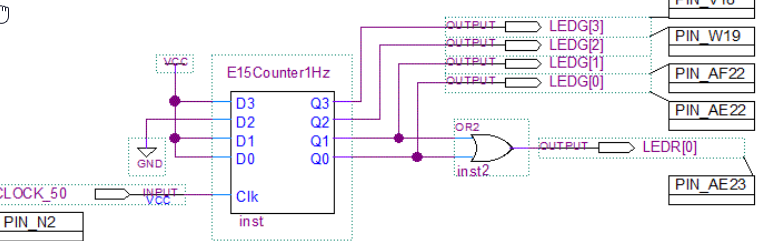 PIN_V18
OUTPUT LEDG[3]
OUTPUT LEDG[2]
PIN_W19
OUTPUT LEDG[1]
OUTPUT LEDG[0]
PIN_AF22
PIN_AE22
VCC
E15Counter1Hz
D3 Q3
D2 Q2
D1 Q1
D0 Q0
Clk
inst
GND
OR2
inst2
OUTPUT LEDR[0]
PIN_AE23
CLOCK_50
INPUT
VCC
PIN_N2